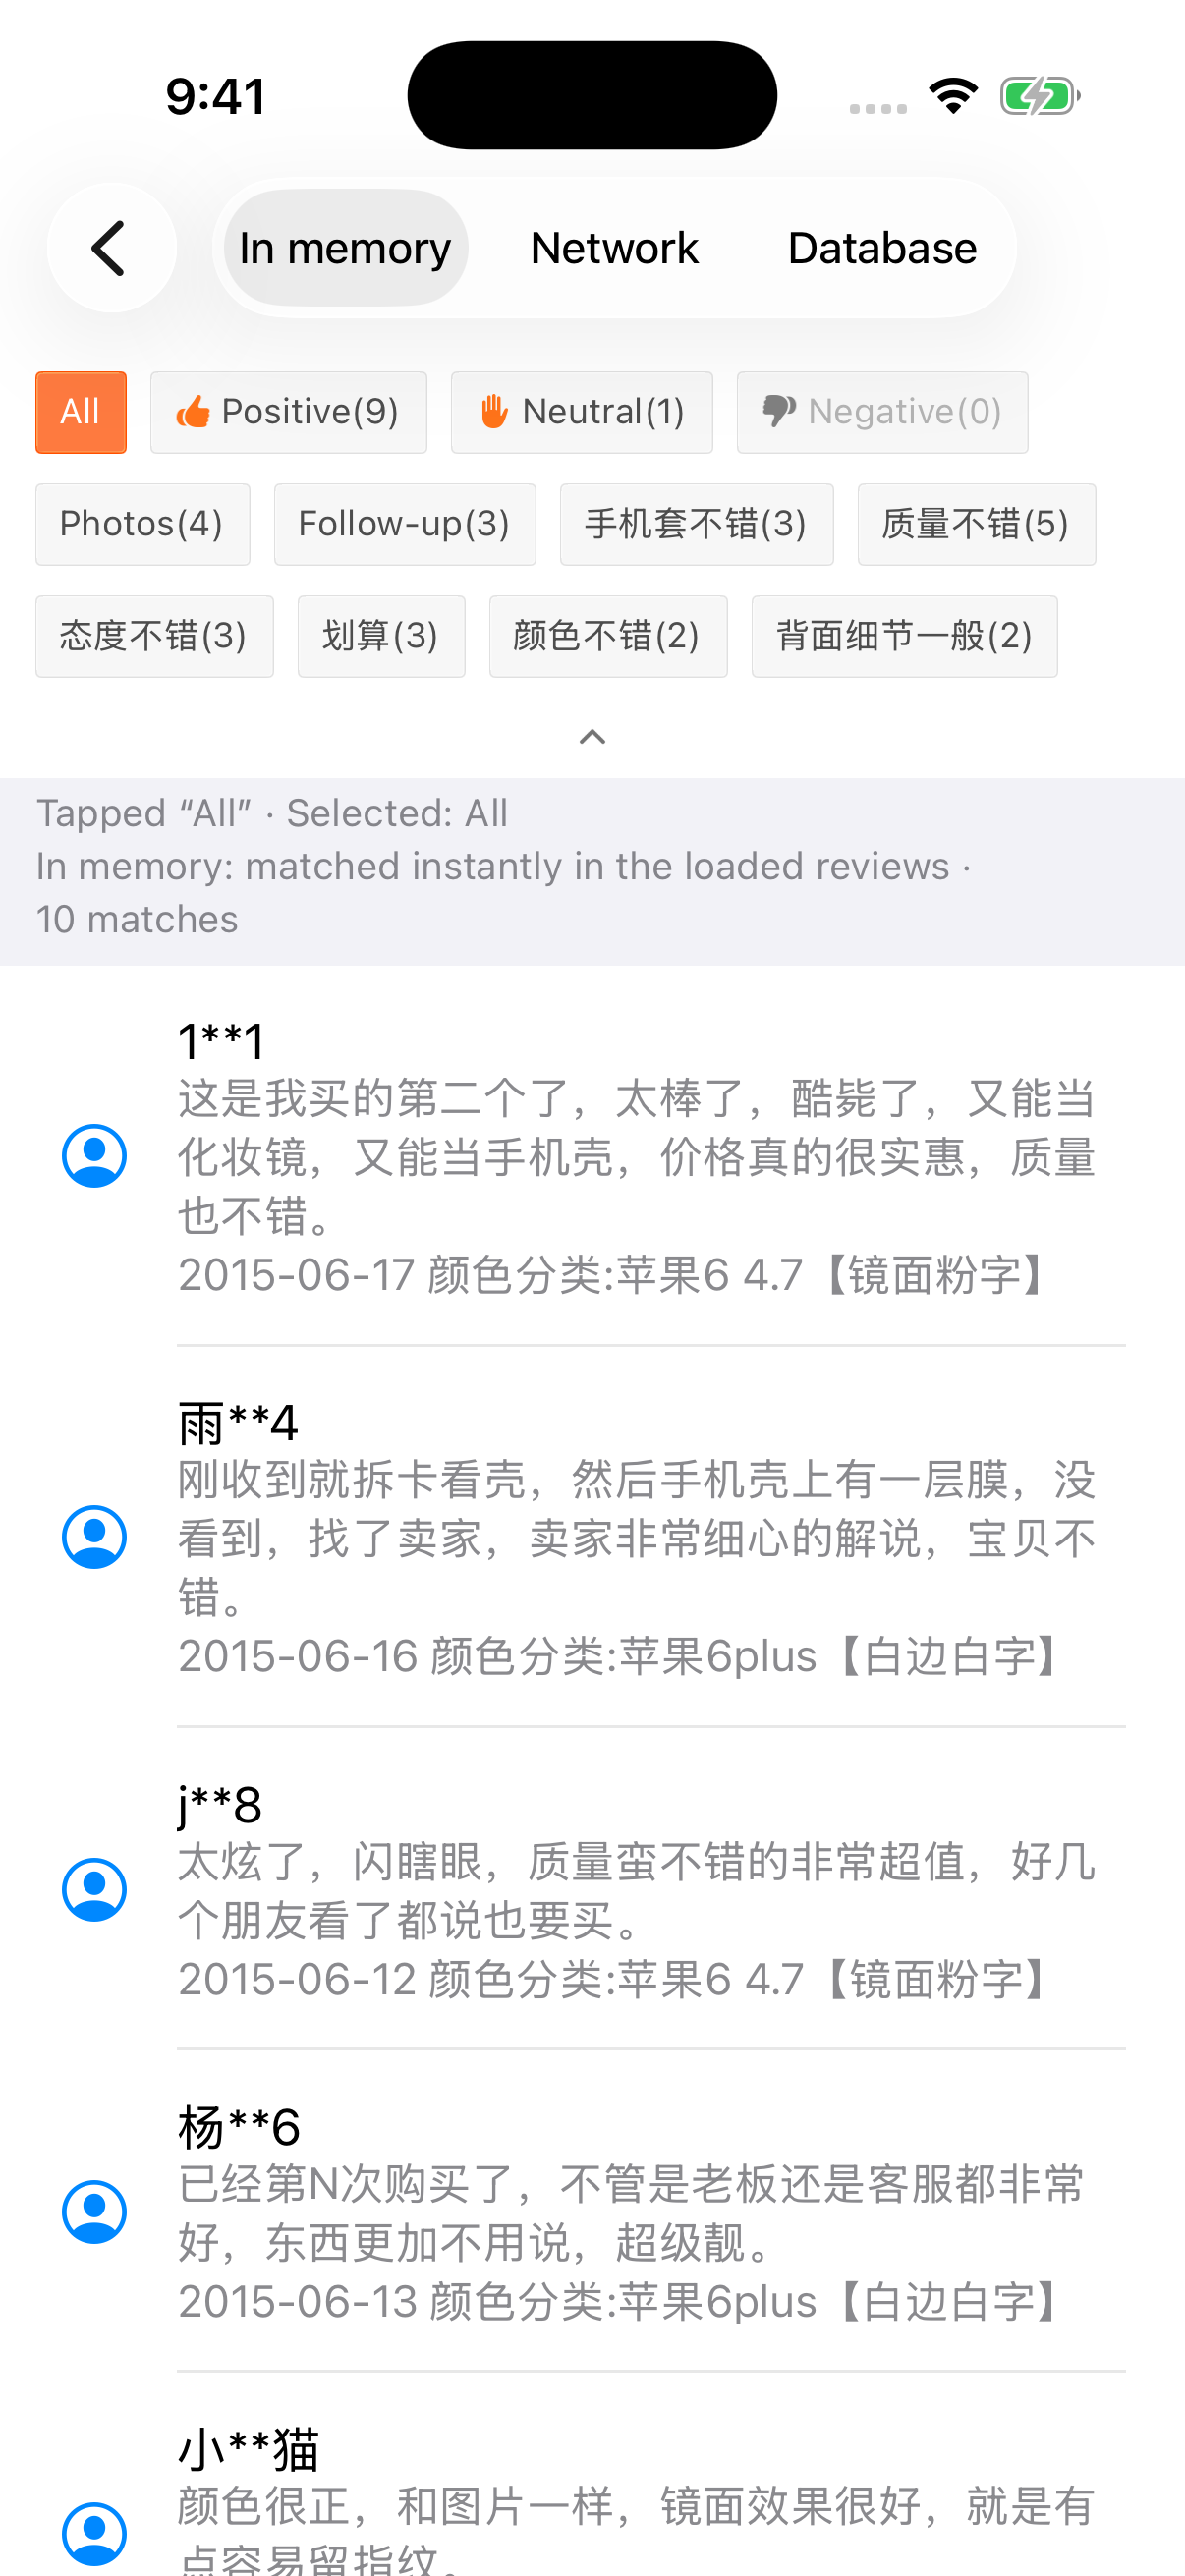 9:41
In memory Network Database
All Positive(9) Neutral(1) Negative(0)
Photos(4) Follow-up(3) 手机套不错(3) 质量不错(5)
态度不错(3) 划算(3) 颜色不错(2) 背面细节一般(2)
Tapped “All” · Selected: All
In memory: matched instantly in the loaded reviews ·
10 matches
1**1
这是我买的第二个了，太棒了，酷毙了，又能当
化妆镜，又能当手机壳，价格真的很实惠，质量
也不错。
2015-06-17 颜色分类:苹果6 4.7【镜面粉字】
雨**4
刚收到就拆卡看壳，然后手机壳上有一层膜，没
看到，找了卖家，卖家非常细心的解说，宝贝不
错。
2015-06-16 颜色分类:苹果6plus【白边白字】
j**8
太炫了，闪瞎眼，质量蛮不错的非常超值，好几
个朋友看了都说也要买。
2015-06-12 颜色分类:苹果6 4.7【镜面粉字】
杨**6
已经第N次购买了，不管是老板还是客服都非常
好，东西更加不用说，超级靓。
2015-06-13 颜色分类:苹果6plus【白边白字】
小**猫
颜色很正，和图片一样，镜面效果很好，就是有
点容易留指纹。